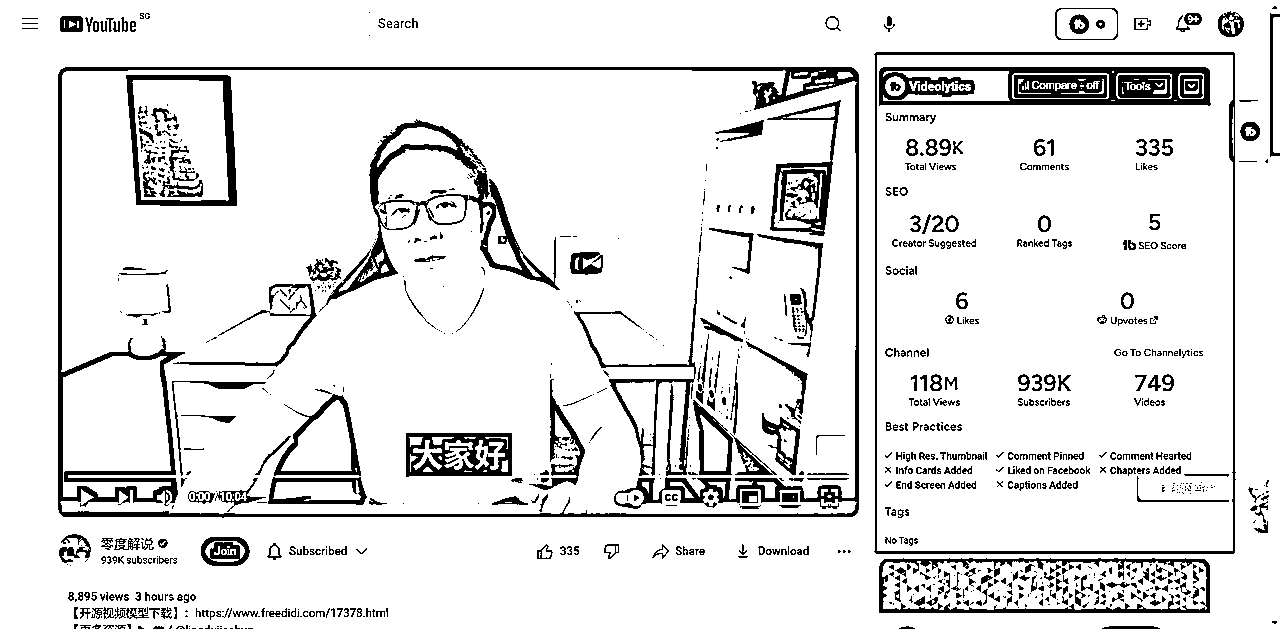 YouTube SG
Search
9+
Videolytics
Compare - off
Tools
Summary
8.89K 61 335
Total Views Comments Likes
SEO
3/20 0 5
Creator Suggested Ranked Tags SEO Score
Social
6 0
Likes Upvotes
Channel Go To Channelytics
118M 939K 749
Total Views Subscribers Videos
Best Practices
High Res. Thumbnail Comment Pinned Comment Hearted
Info Cards Added Liked on Facebook Chapters Added
End Screen Added Captions Added
Tags
No Tags
大家好
0:00 / 10:04
CC
零度解说
939K subscribers
Join
Subscribed
335
Share
Download
8,895 views 3 hours ago
【开源视频模型下载】：https://www.freedidi.com/17378.html